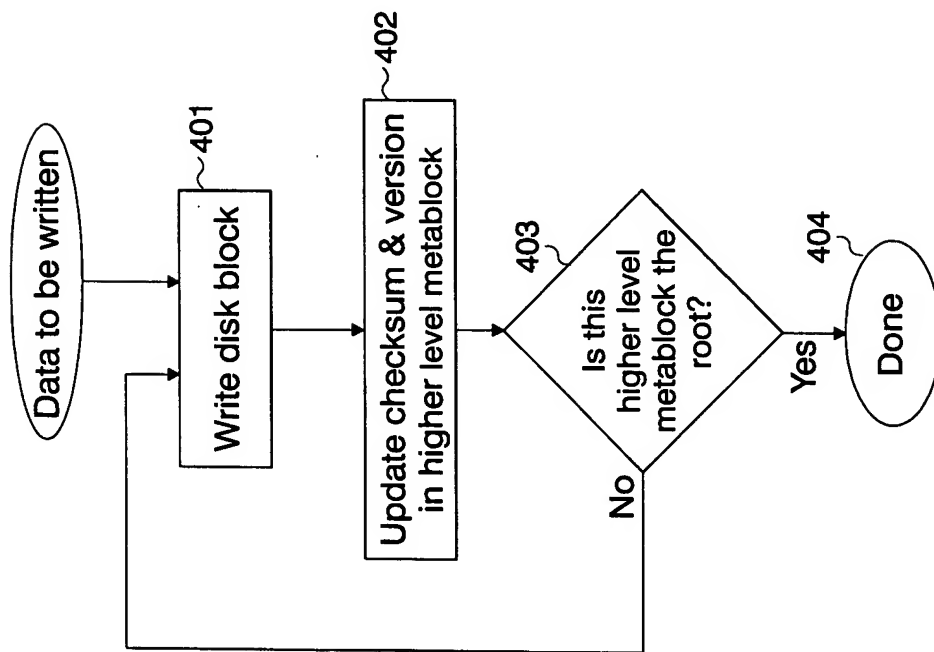 Data to be written
401
Write disk block
402
Update checksum & version
in higher level metablock
403
Is this
higher level
metablock the
root?
No
Yes
404
Done